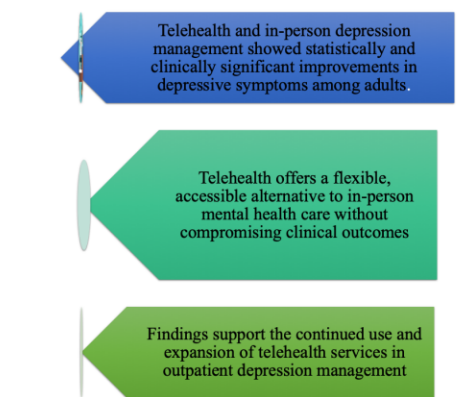 Telehealth and in-person depression
management showed statistically and
clinically significant improvements in
depressive symptoms among adults.
Telehealth offers a flexible,
accessible alternative to in-person
mental health care without
compromising clinical outcomes
Findings support the continued use and
expansion of telehealth services in
outpatient depression management